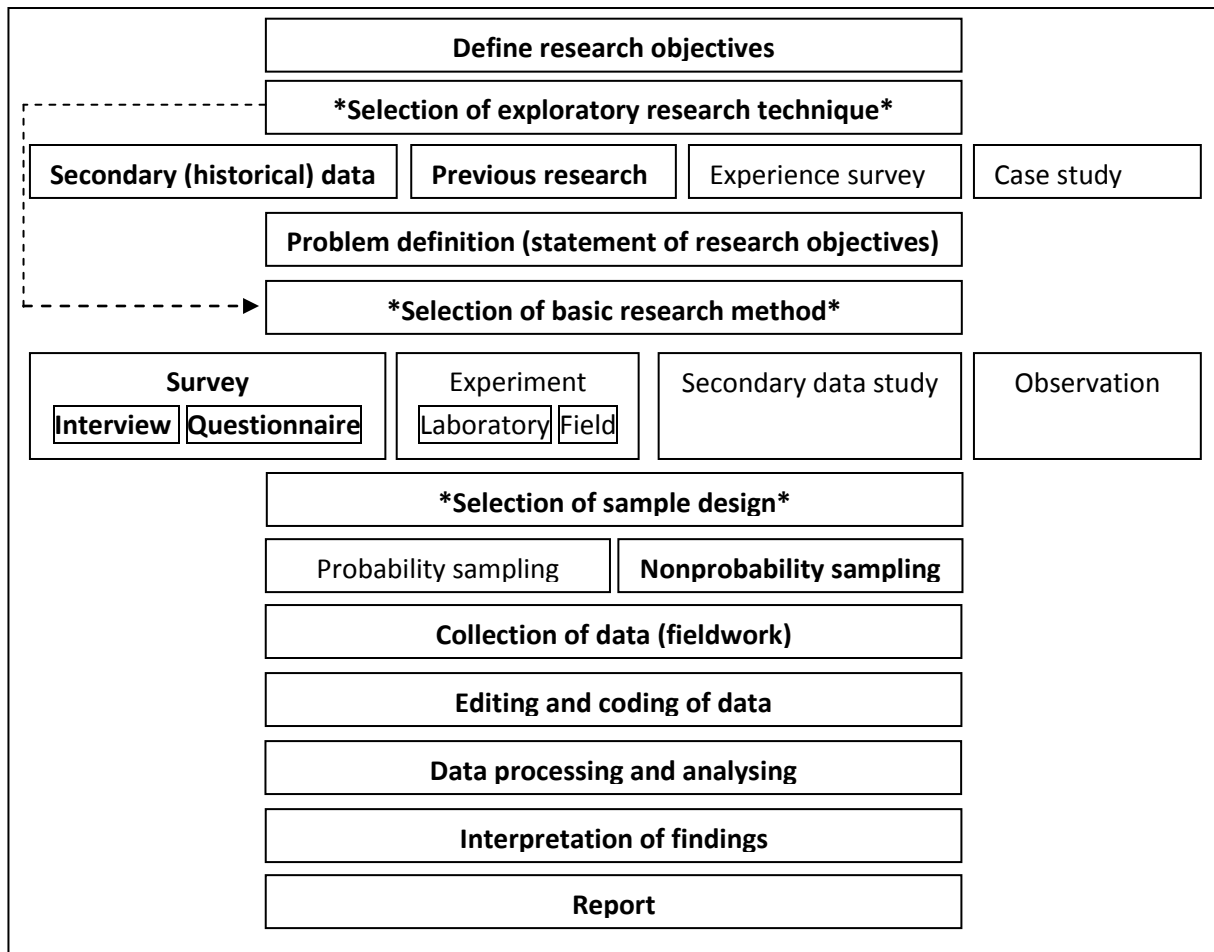 Define research objectives
*Selection of exploratory research technique*
Secondary (historical) data Previous research Experience survey Case study
Problem definition (statement of research objectives)
*Selection of basic research method*
Survey Experiment Secondary data study Observation
Interview Questionnaire Laboratory Field
*Selection of sample design*
Probability sampling Nonprobability sampling
Collection of data (fieldwork)
Editing and coding of data
Data processing and analysing
Interpretation of findings
Report